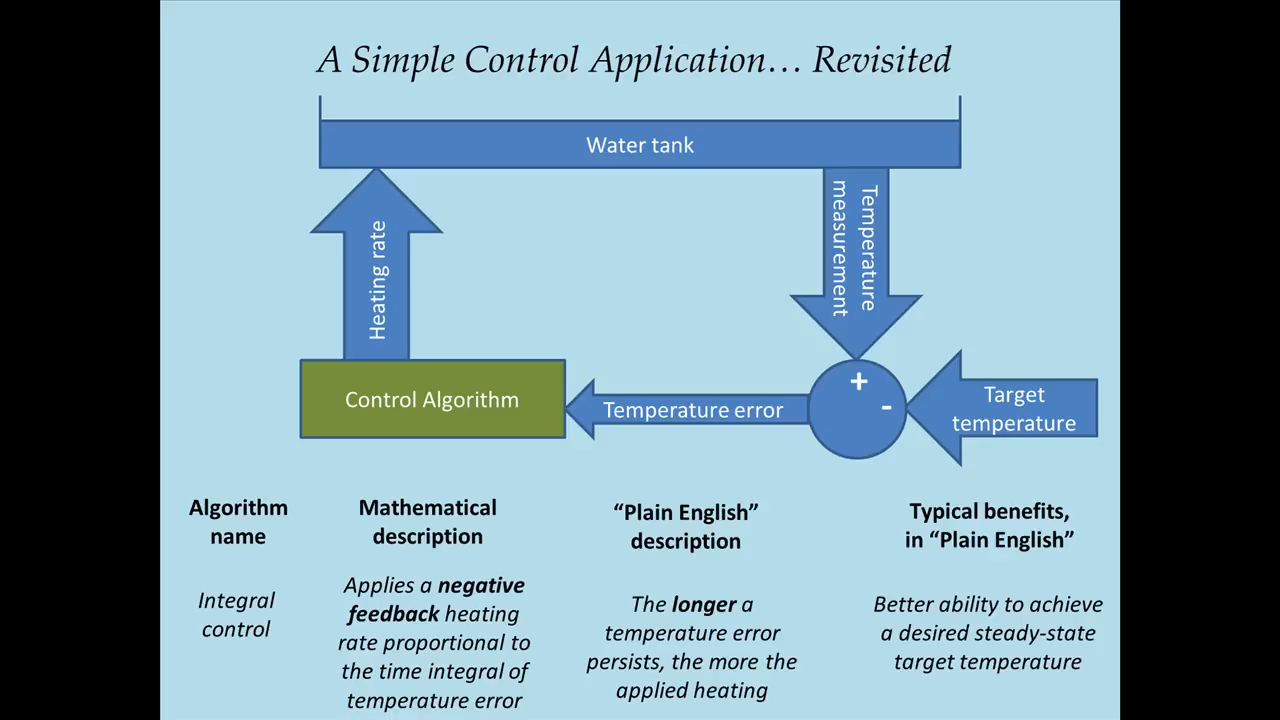 A Simple Control Application… Revisited
Water tank
Heating rate
Temperature
measurement
+
-
Control Algorithm
Temperature error
Target
temperature
Algorithm
name
Mathematical
description
“Plain English”
description
Typical benefits,
in “Plain English”
Integral
control
Applies a negative
feedback heating
rate proportional to
the time integral of
temperature error
The longer a
temperature error
persists, the more the
applied heating
Better ability to achieve
a desired steady-state
target temperature